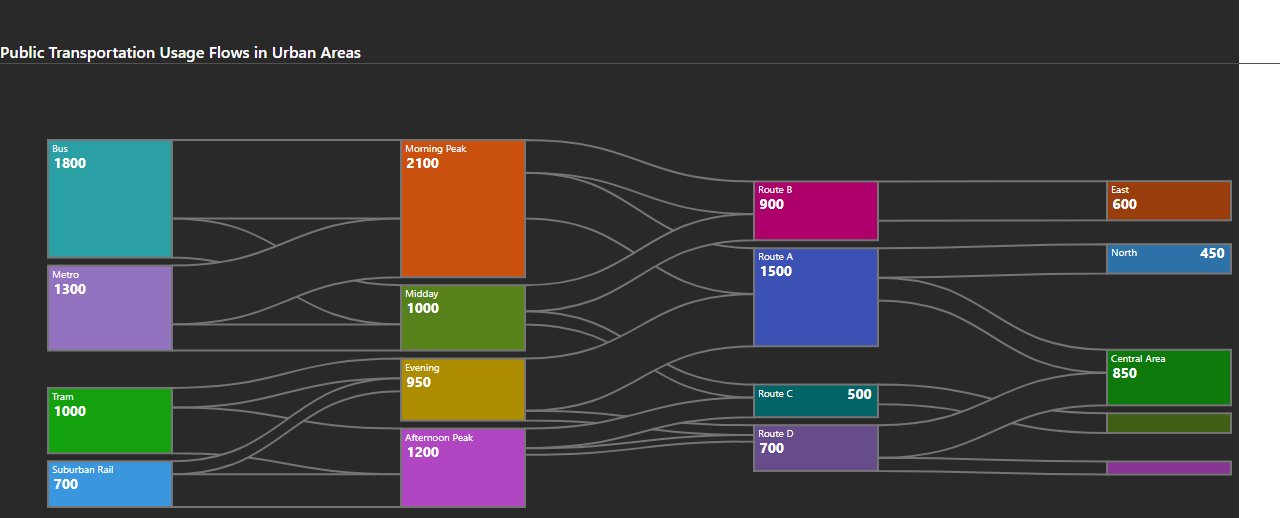 Public Transportation Usage Flows in Urban Areas
Bus
1800
Metro
1300
Tram
1000
Suburban Rail
700
Morning Peak
2100
Midday
1000
Evening
950
Afternoon Peak
1200
Route B
900
Route A
1500
Route C 500
Route D
700
East
600
North 450
Central Area
850